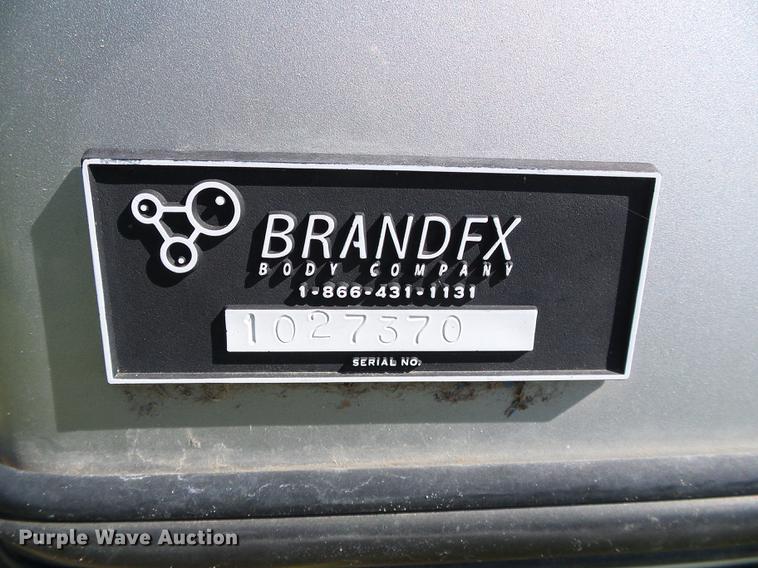 BRANDFX
BODY COMPANY
1-866-431-1131
1027370
SERIAL NO.
Purple Wave Auction